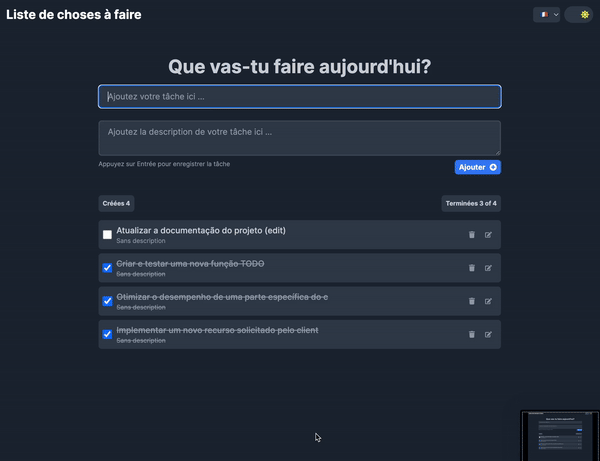 Liste de choses à faire
Que vas-tu faire aujourd'hui?
Ajoutez votre tâche ici ...
Ajoutez la description de votre tâche ici ...
Appuyez sur Entrée pour enregistrer la tâche
Ajouter
Créées 4
Terminées 3 of 4
Atualizar a documentação do projeto (edit)
Sans description
Criar e testar uma nova função TODO
Sans description
Otimizar o desempenho de uma parte específica do c
Sans description
Implementar um novo recurso solicitado pelo client
Sans description